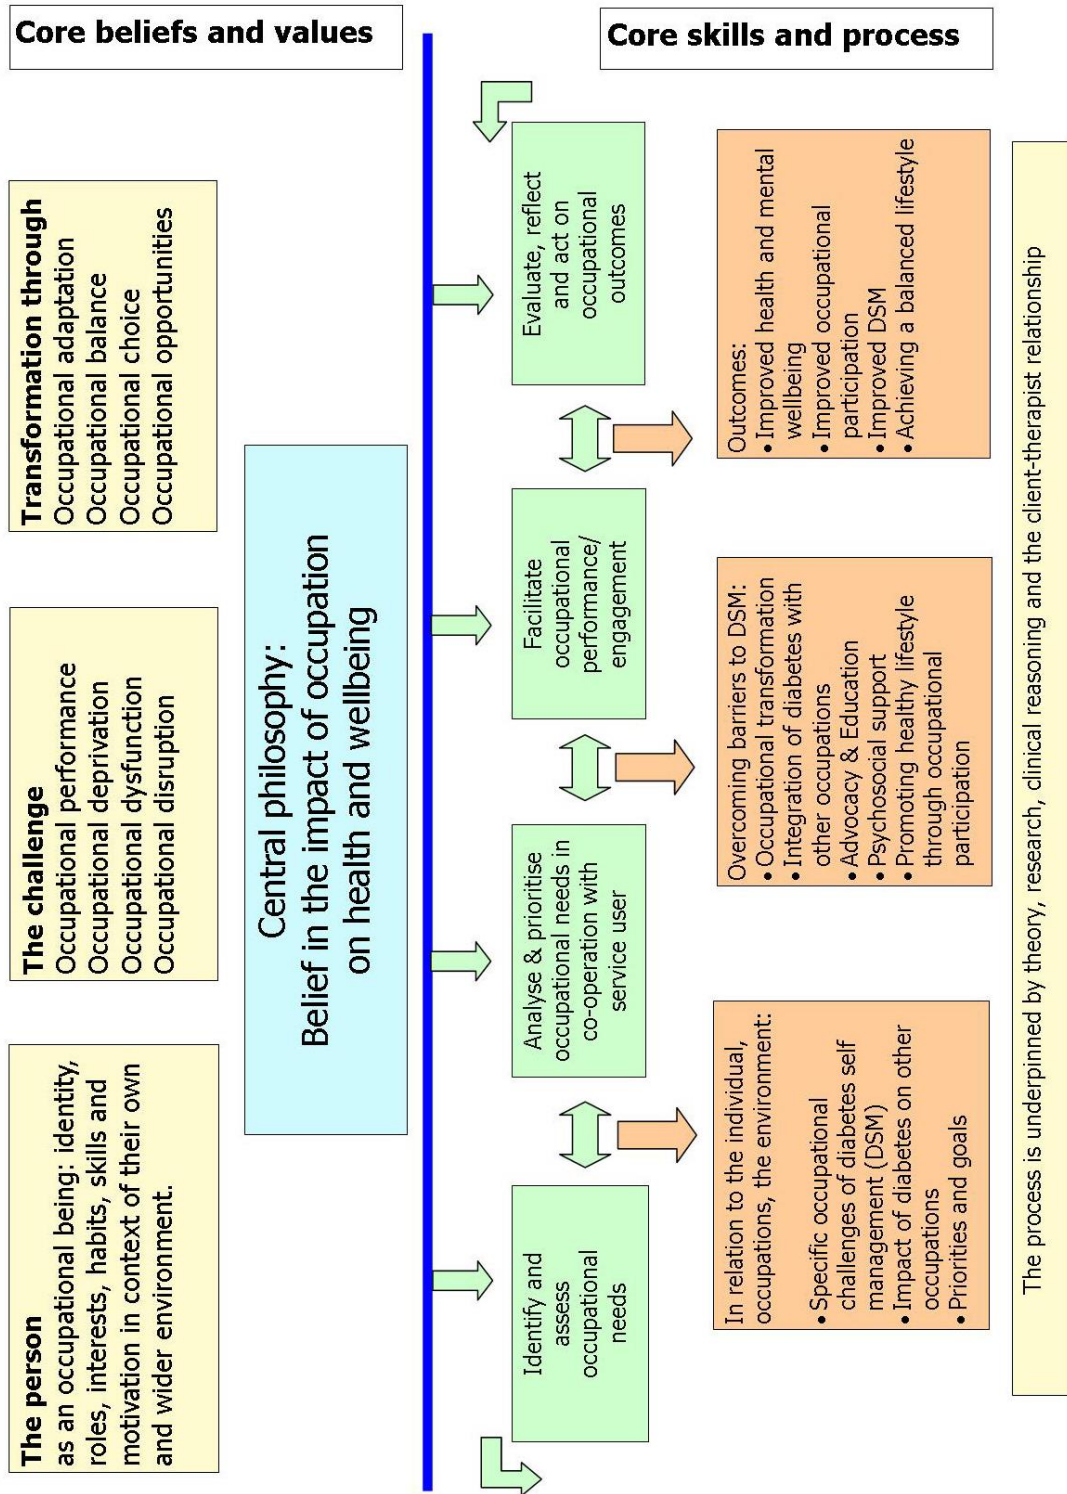 Core beliefs and values
The person
as an occupational being: identity,
roles, interests, habits, skills and
motivation in context of their own
and wider environment.
The challenge
Occupational performance
Occupational deprivation
Occupational dysfunction
Occupational disruption
Transformation through
Occupational adaptation
Occupational balance
Occupational choice
Occupational opportunities
Central philosophy:
Belief in the impact of occupation
on health and wellbeing
Core skills and process
Identify and
assess
occupational
needs
Analyse & prioritise
occupational needs in
co-operation with
service user
Facilitate
occupational
performance/
engagement
Evaluate, reflect
and act on
occupational
outcomes
In relation to the individual,
occupations, the environment:
• Specific occupational
challenges of diabetes self
management (DSM)
• Impact of diabetes on other
occupations
• Priorities and goals
Overcoming barriers to DSM:
• Occupational transformation
• Integration of diabetes with
other occupations
• Advocacy & Education
• Psychosocial support
• Promoting healthy lifestyle
through occupational
participation
Outcomes:
• Improved health and mental
wellbeing
• Improved occupational
participation
• Improved DSM
• Achieving a balanced lifestyle
The process is underpinned by theory, research, clinical reasoning and the client-therapist relationship